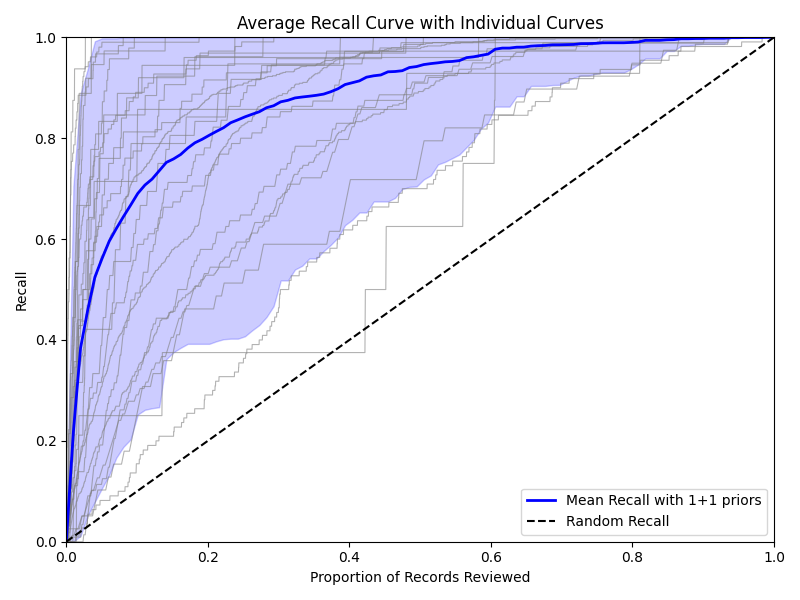 Average Recall Curve with Individual Curves
Recall
1.0
0.8
0.6
0.4
0.2
0.0
0.0 0.2 0.4 0.6 0.8 1.0
Proportion of Records Reviewed
Mean Recall with 1+1 priors
Random Recall